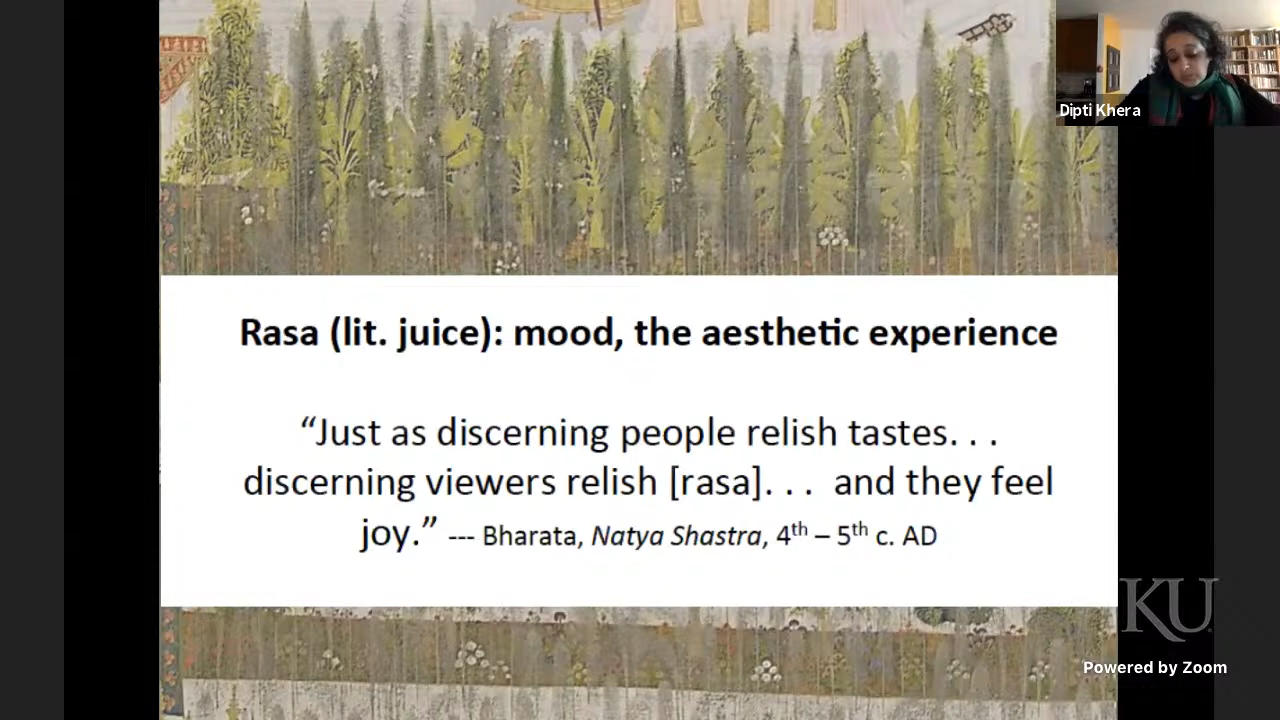 Dipti Khera
Rasa (lit. juice): mood, the aesthetic experience
“Just as discerning people relish tastes. . .
discerning viewers relish [rasa]. . .  and they feel
joy.” --- Bharata, Natya Shastra, 4th – 5th c. AD
KU
Powered by Zoom